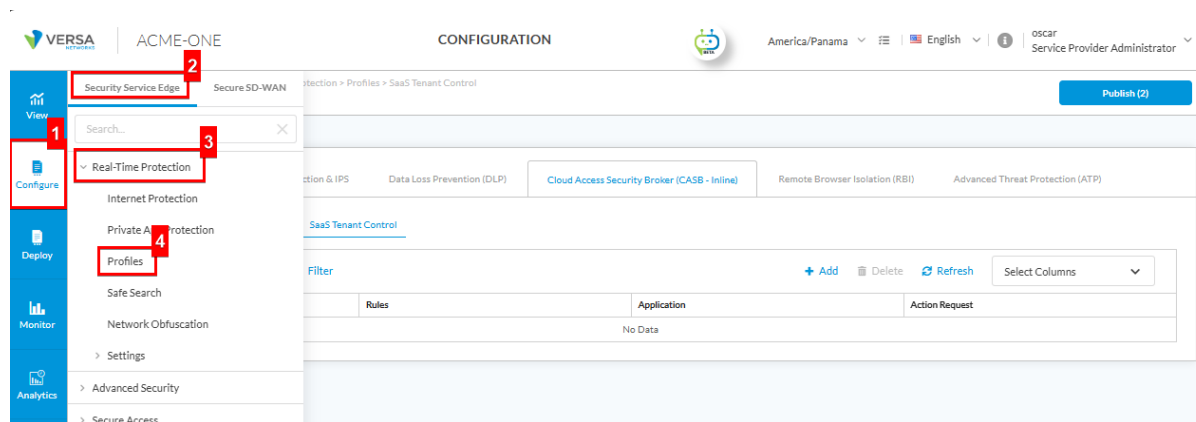 VERSA
NETWORKS
ACME-ONE
CONFIGURATION
BETA
America/Panama
English
oscar
Service Provider Administrator
2
Security Service Edge
Secure SD-WAN
otection > Profiles > SaaS Tenant Control
Publish (2)
View
1
Search...
3
Configure
Real-Time Protection
ction & IPS
Data Loss Prevention (DLP)
Cloud Access Security Broker (CASB - Inline)
Remote Browser Isolation (RBI)
Advanced Threat Protection (ATP)
Internet Protection
Private A Protection
SaaS Tenant Control
4
Deploy
Profiles
Filter
+ Add
Delete
Refresh
Select Columns
Safe Search
Rules
Application
Action Request
Monitor
Network Obfuscation
No Data
> Settings
Analytics
> Advanced Security
> Secure Access